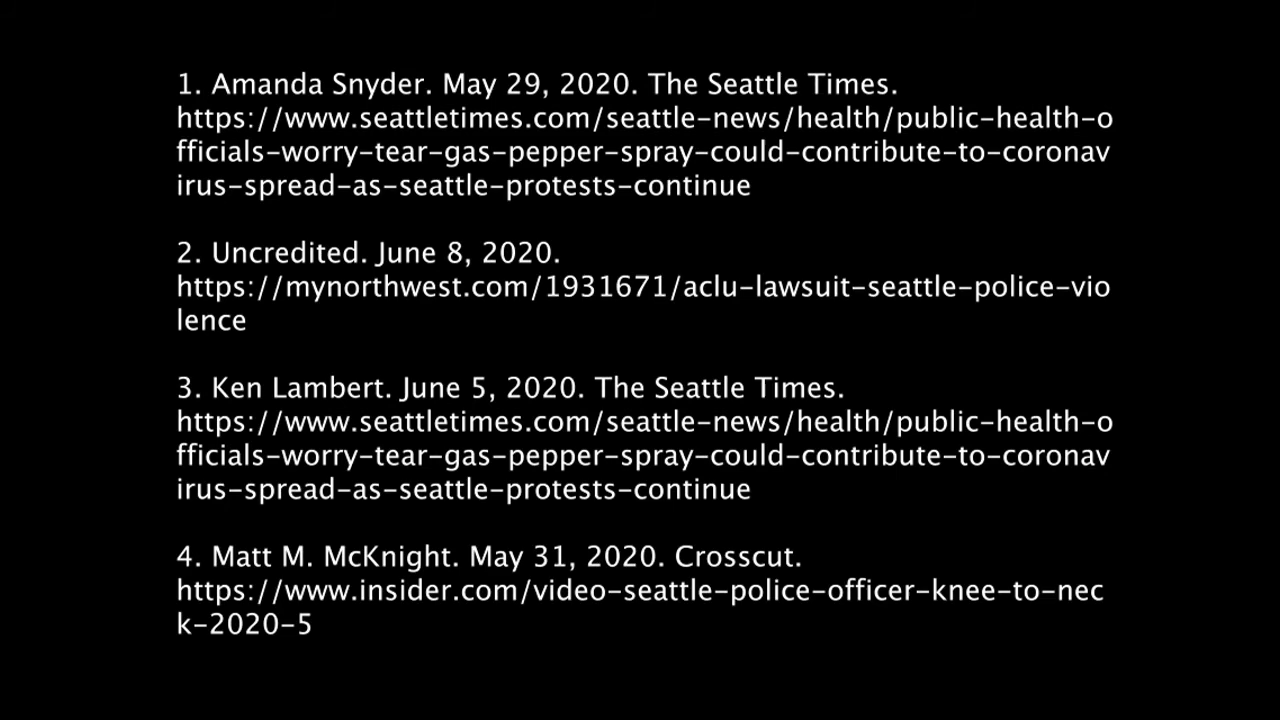 1. Amanda Snyder. May 29, 2020. The Seattle Times.
https://www.seattletimes.com/seattle-news/health/public-health-o
fficials-worry-tear-gas-pepper-spray-could-contribute-to-coronav
irus-spread-as-seattle-protests-continue
2. Uncredited. June 8, 2020.
https://mynorthwest.com/1931671/aclu-lawsuit-seattle-police-vio
lence
3. Ken Lambert. June 5, 2020. The Seattle Times.
https://www.seattletimes.com/seattle-news/health/public-health-o
fficials-worry-tear-gas-pepper-spray-could-contribute-to-coronav
irus-spread-as-seattle-protests-continue
4. Matt M. McKnight. May 31, 2020. Crosscut.
https://www.insider.com/video-seattle-police-officer-knee-to-nec
k-2020-5